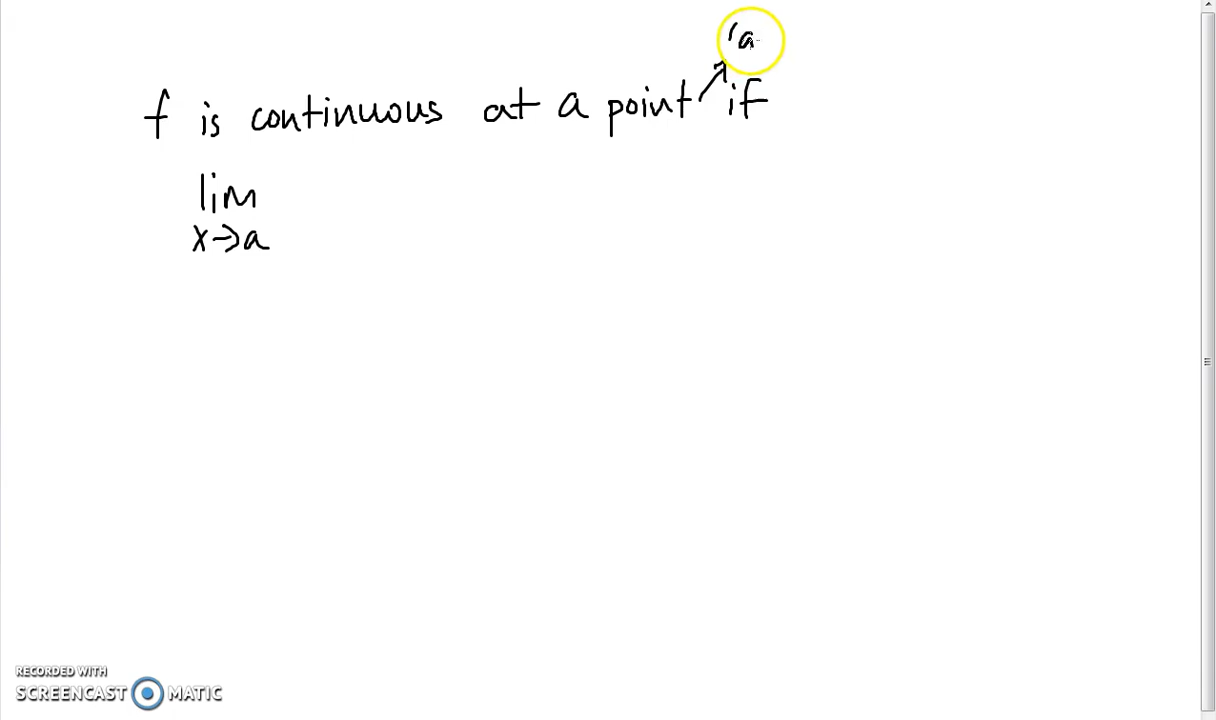 'a
f is continuous at a point if
lim
x→a
RECORDED WITH
SCREENCAST MATIC